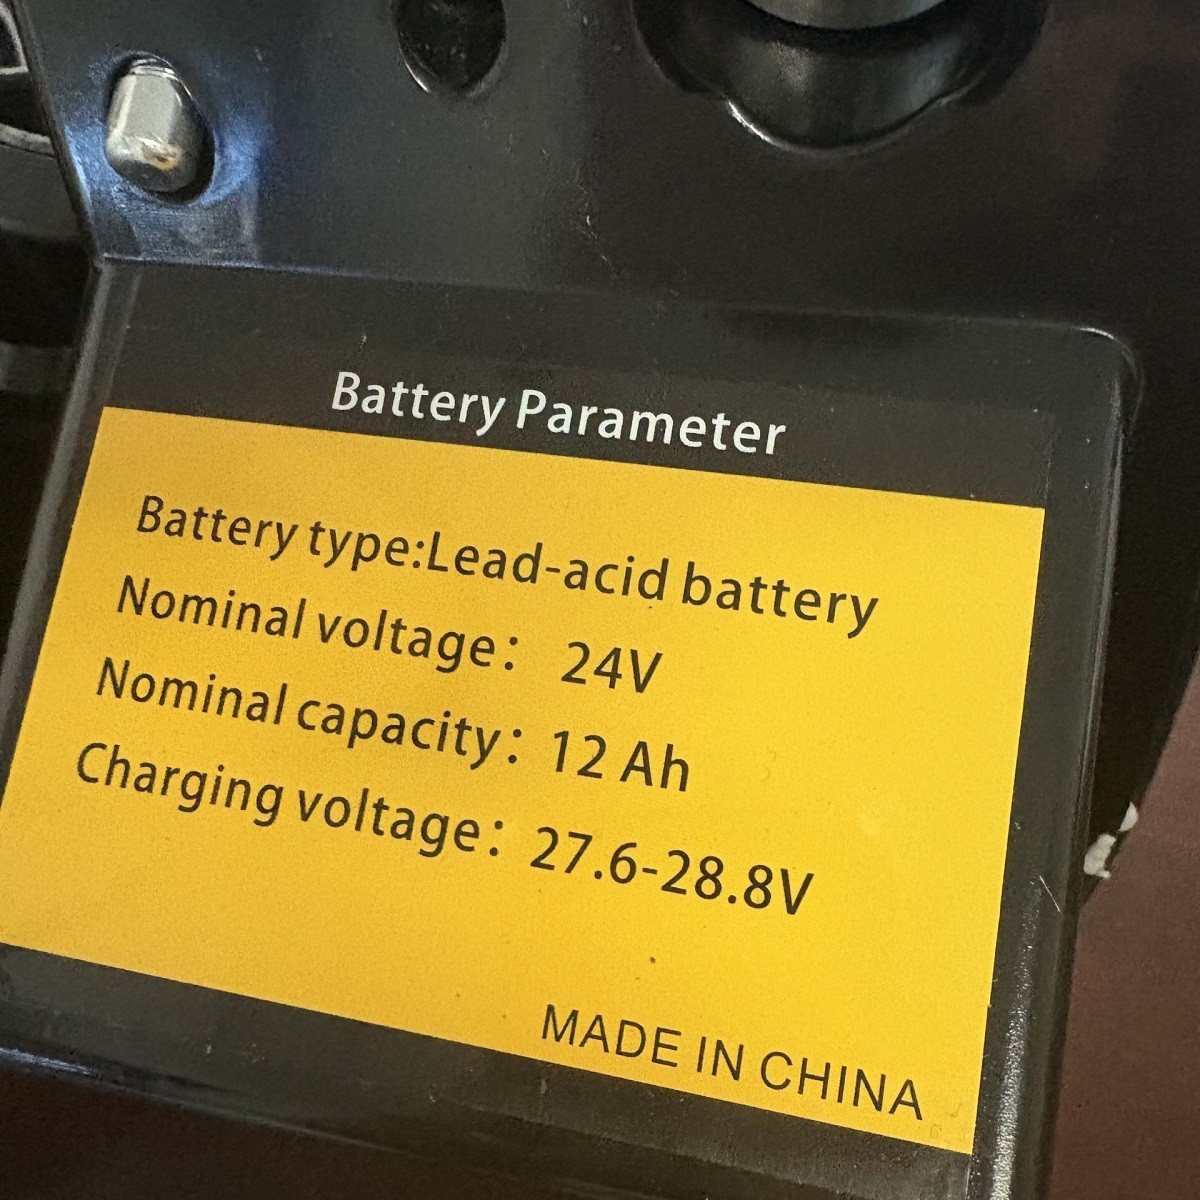 Battery Parameter
Battery type:Lead-acid battery
Nominal voltage: 24V
Nominal capacity: 12 Ah
Charging voltage: 27.6-28.8V
MADE IN CHINA